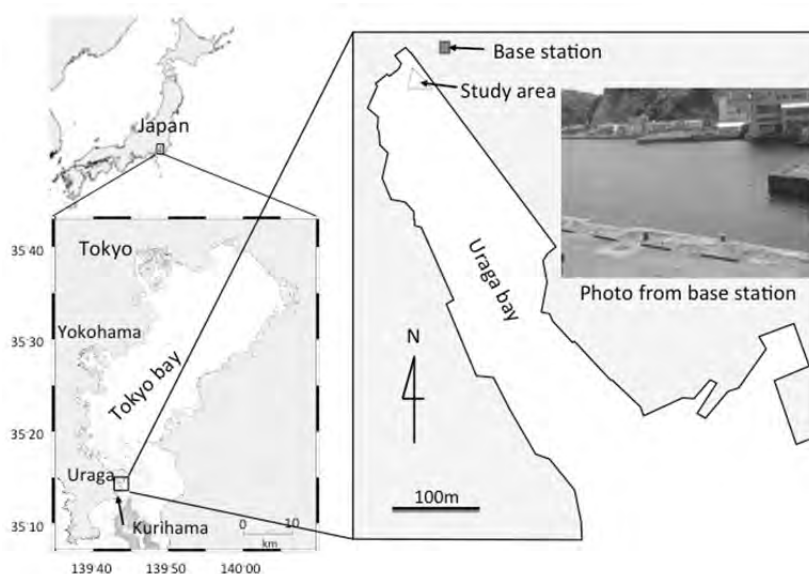 Japan
35·40
35·30
35·20
35·10
Tokyo
Yokohama
Tokyo bay
Uraga
Kurihama
0 10
km
139·40 139·50 140·00
Base station
Study area
Uraga bay
Photo from base station
N
100m